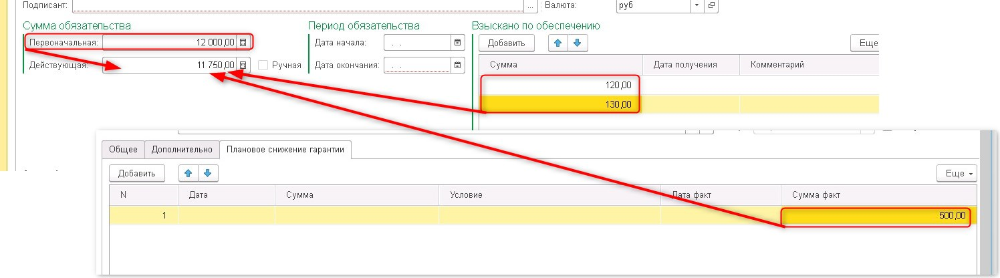 Подписант: ... Валюта: руб
Сумма обязательства Период обязательства Взыскано по обеспечению
Первоначальная: 12 000,00 Дата начала: . . Добавить Еще
Действующая: 11 750,00 Ручная Дата окончания: . .
Сумма Дата получения Комментарий
120,00
130,00
Общее Дополнительно Плановое снижение гарантии
Добавить Еще
N Дата Сумма Условие Дата факт Сумма факт
1 500,00